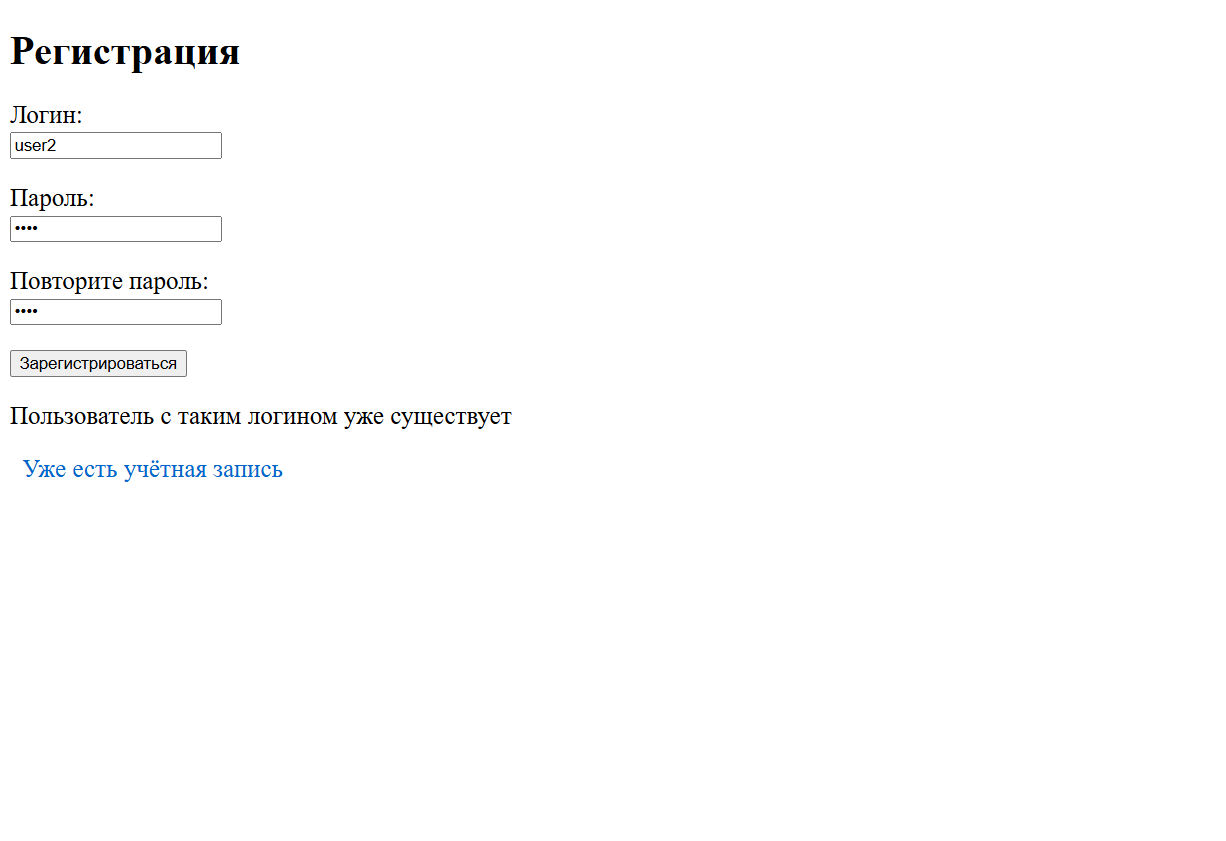 Регистрация
Логин:
user2
Пароль:
••••
Повторите пароль:
••••
Зарегистрироваться
Пользователь с таким логином уже существует
Уже есть учётная запись